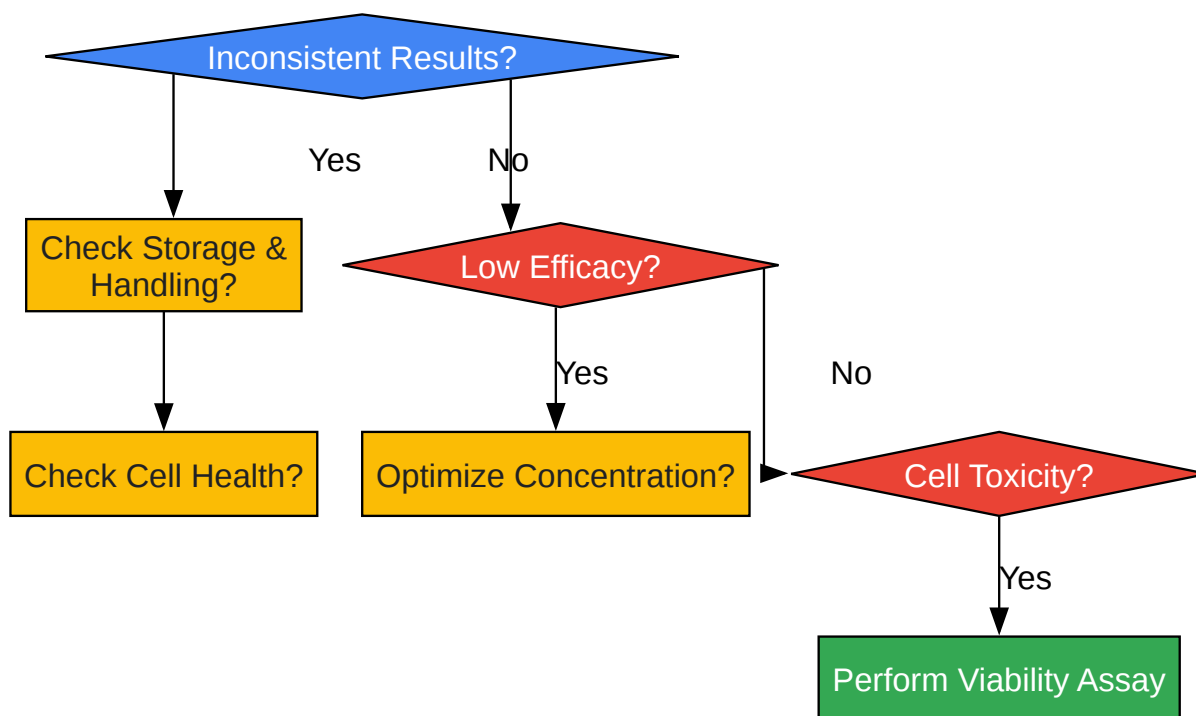 Inconsistent Results?
Yes
No
Check Storage &
Handling?
Low Efficacy?
Yes
No
Check Cell Health?
Optimize Concentration?
Cell Toxicity?
Yes
Perform Viability Assay